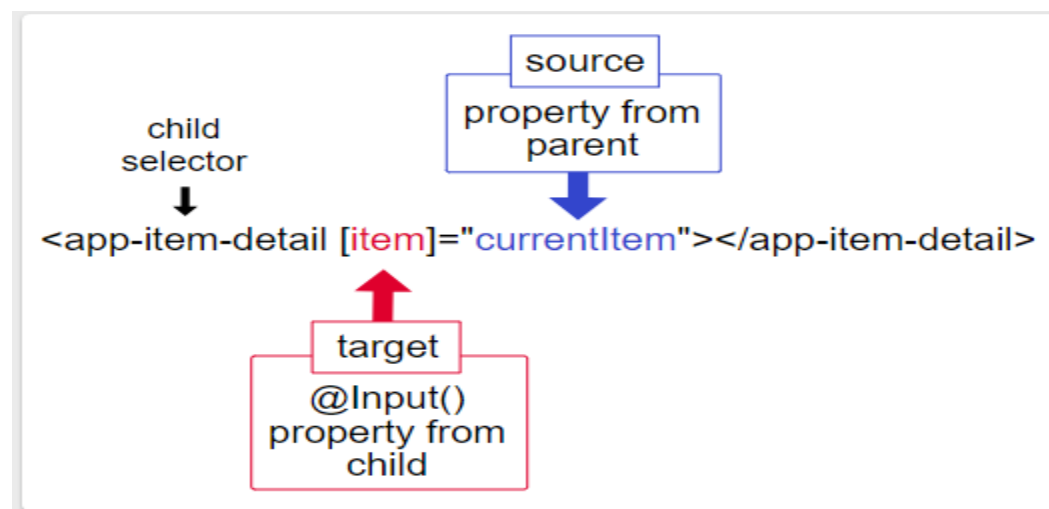 source
property from
parent
child
selector
<app-item-detail [item]="currentItem"></app-item-detail>
target
@Input()
property from
child